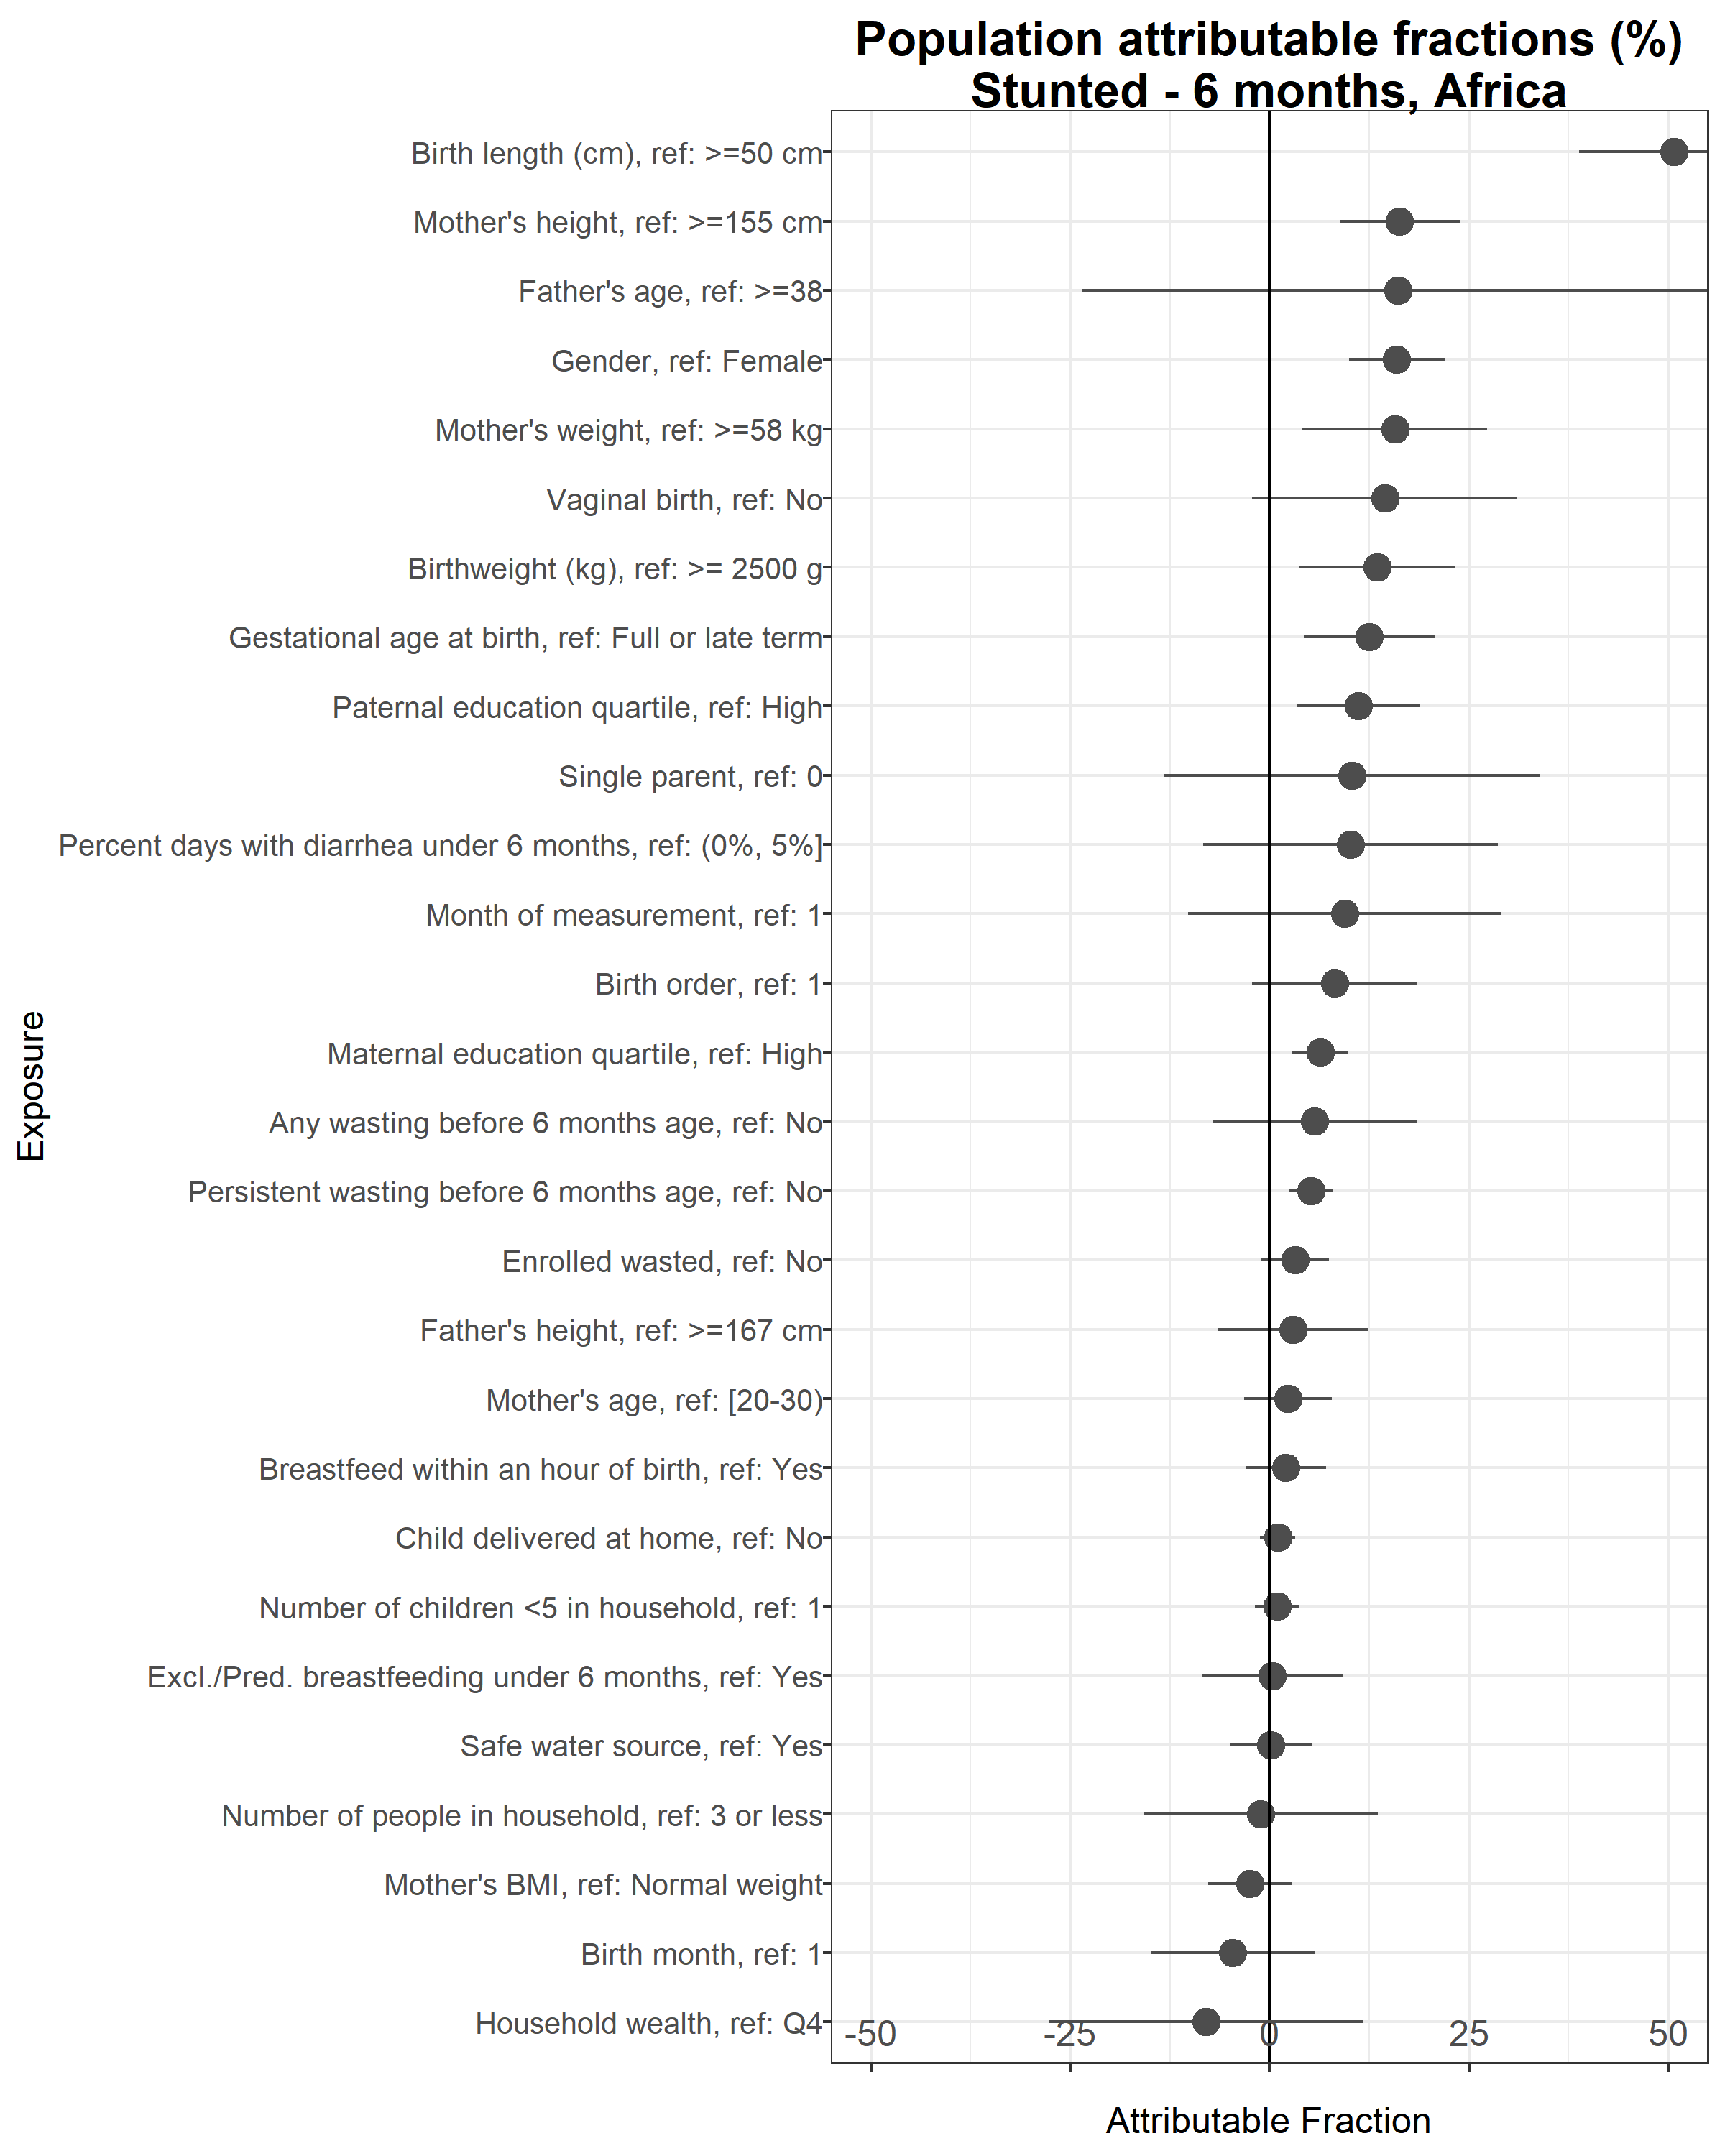 Population attributable fractions (%)
Stunted - 6 months, Africa
Birth length (cm), ref: >=50 cm
Mother's height, ref: >=155 cm
Father's age, ref: >=38
Gender, ref: Female
Mother's weight, ref: >=58 kg
Vaginal birth, ref: No
Birthweight (kg), ref: >= 2500 g
Gestational age at birth, ref: Full or late term
Paternal education quartile, ref: High
Single parent, ref: 0
Percent days with diarrhea under 6 months, ref: (0%, 5%]
Month of measurement, ref: 1
Birth order, ref: 1
Maternal education quartile, ref: High
Any wasting before 6 months age, ref: No
Persistent wasting before 6 months age, ref: No
Enrolled wasted, ref: No
Father's height, ref: >=167 cm
Mother's age, ref: [20-30)
Breastfeed within an hour of birth, ref: Yes
Child delivered at home, ref: No
Number of children <5 in household, ref: 1
Excl./Pred. breastfeeding under 6 months, ref: Yes
Safe water source, ref: Yes
Number of people in household, ref: 3 or less
Mother's BMI, ref: Normal weight
Birth month, ref: 1
Household wealth, ref: Q4
Exposure
-50 -25 0 25 50
Attributable Fraction